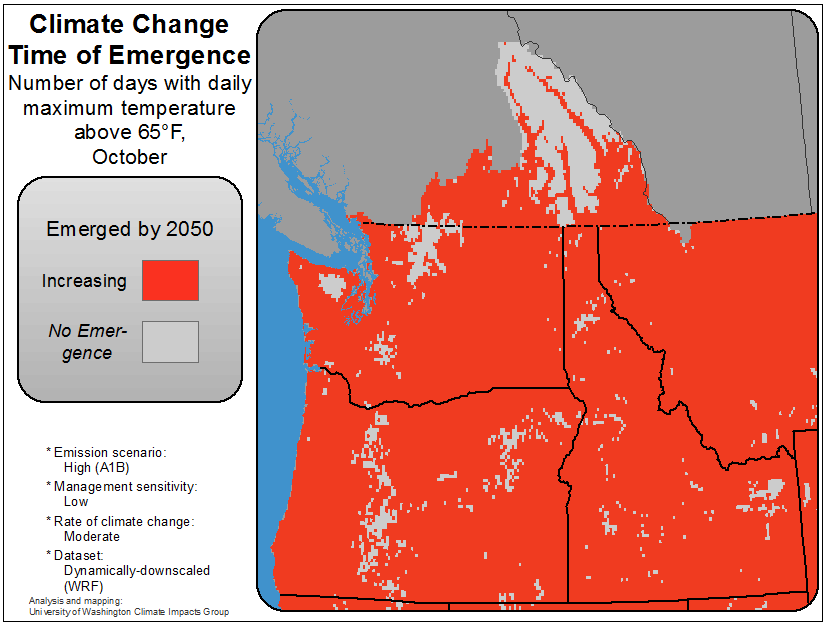 Climate Change
Time of Emergence
Number of days with daily
maximum temperature
above 65°F,
October
Emerged by 2050
Increasing
No Emer-
gence
* Emission scenario:
High (A1B)
* Management sensitivity:
Low
* Rate of climate change:
Moderate
* Dataset:
Dynamically-downscaled
(WRF)
Analysis and mapping:
University of Washington Climate Impacts Group